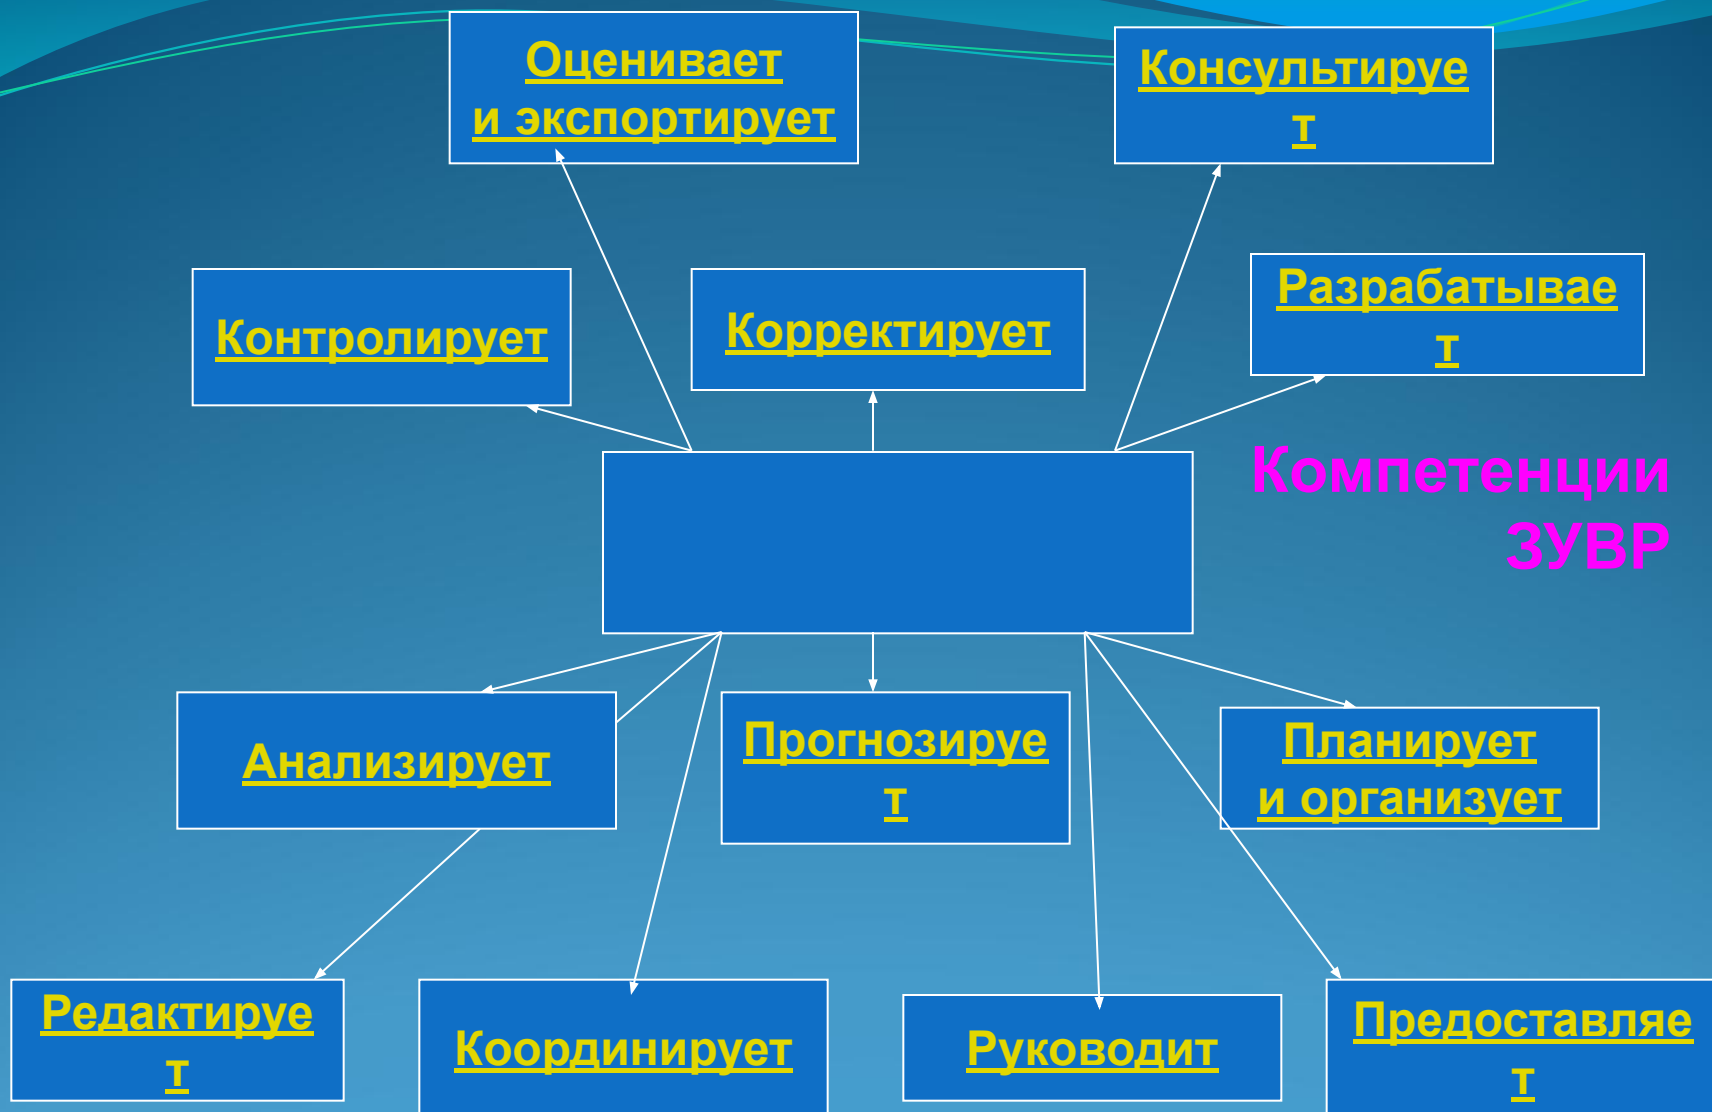 Оценивает
и экспортирует
Консультируе
т
Контролирует
Корректирует
Разрабатывае
т
Компетенции
ЗУВР
Анализирует
Прогнозируе
т
Планирует
и организует
Редактируе
т
Координирует
Руководит
Предоставляе
т